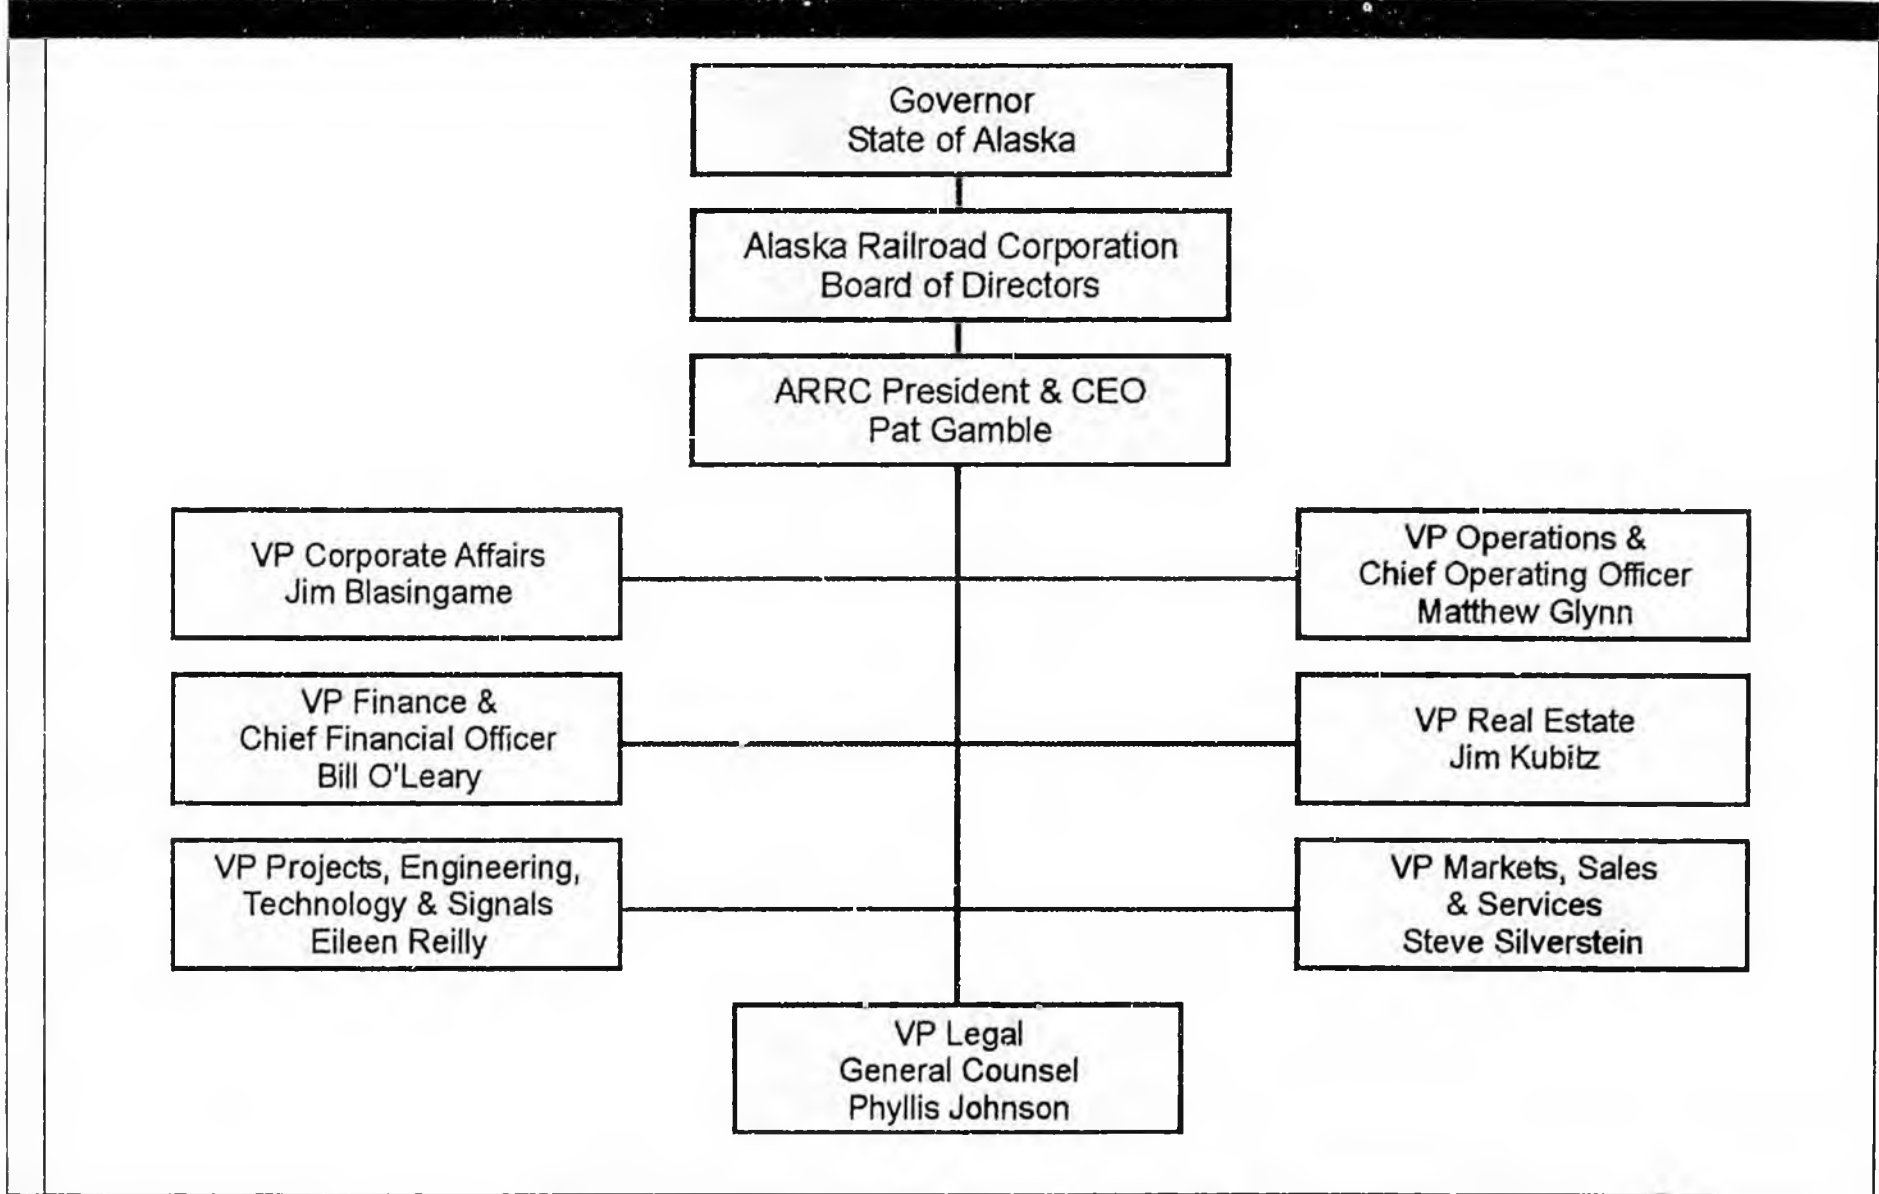 Governor
State of Alaska
Alaska Railroad Corporation
Board of Directors
ARRC President & CEO
Pat Gamble
VP Corporate Affairs
Jim Blasingame
VP Operations &
Chief Operating Officer
Matthew Glynn
VP Finance &
Chief Financial Officer
Bill O'Leary
VP Real Estate
Jim Kubitz
VP Projects, Engineering,
Technology & Signals
Eileen Reilly
VP Markets, Sales
& Services
Steve Silverstein
VP Legal
General Counsel
Phyllis Johnson